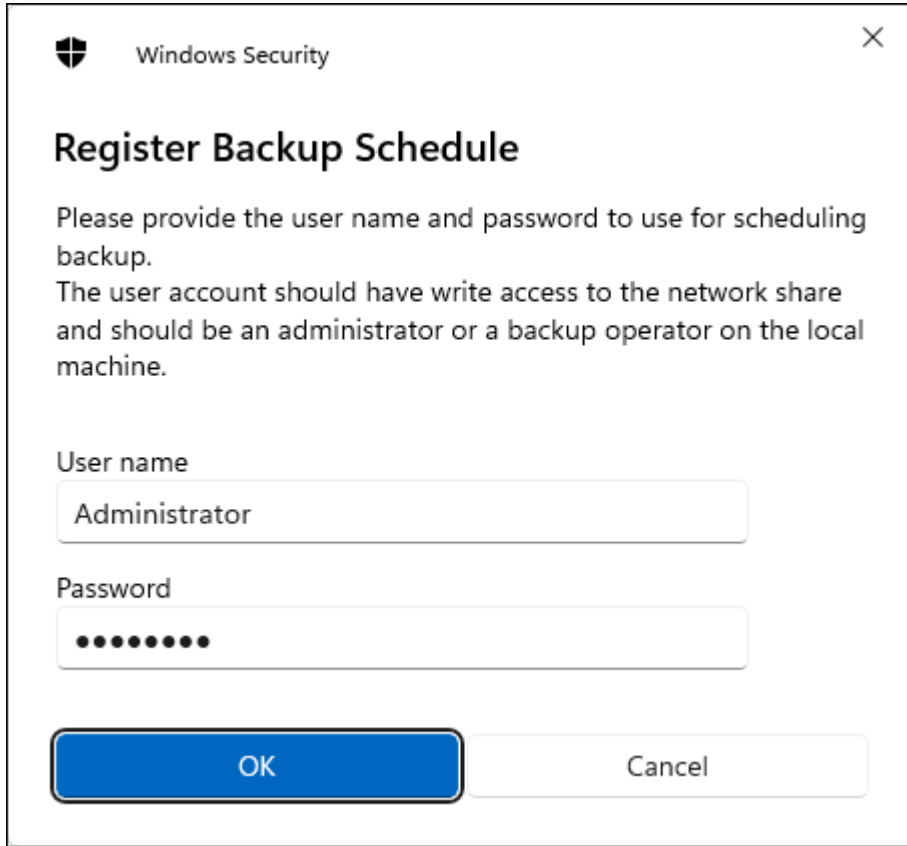 Windows Security
Register Backup Schedule
Please provide the user name and password to use for scheduling
backup.
The user account should have write access to the network share
and should be an administrator or a backup operator on the local
machine.
User name
Administrator
Password
••••••••
OK
Cancel